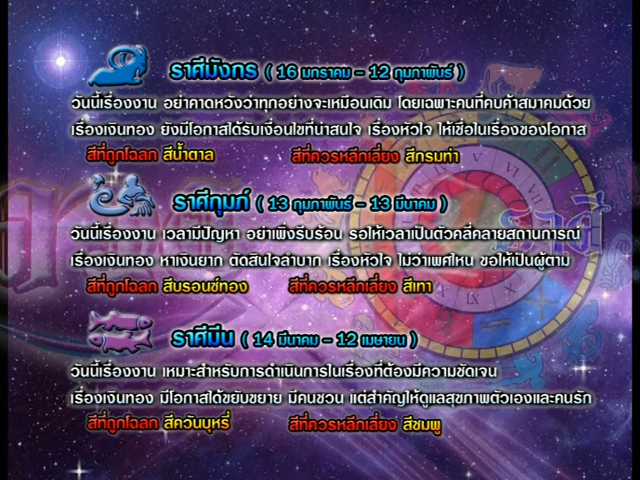 ราศีมังกร ( 16 มกราคม - 12 กุมภาพันธ์ )
วันนี้เรื่องงาน อย่าคาดหวังว่าทุกอย่างจะเหมือนเดิม โดยเฉพาะคนที่คบค้าสมาคมด้วย
เรื่องเงินทอง ยังมีโอกาสได้รับเงื่อนไขที่น่าสนใจ เรื่องหัวใจ ให้เชื่อในเรื่องของโอกาส
สีที่ถูกโฉลก สีน้ำตาล สีที่ควรหลีกเลี่ยง สีกรมท่า
ราศีกุมภ์ ( 13 กุมภาพันธ์ - 13 มีนาคม )
วันนี้เรื่องงาน เวลามีปัญหา อย่าเพิ่งรีบร้อน รอให้เวลาเป็นตัวคลี่คลายสถานการณ์
เรื่องเงินทอง หาเงินยาก ตัดสินใจลำบาก เรื่องหัวใจ ไม่ว่าเพศไหน ขอให้เป็นผู้ตาม
สีที่ถูกโฉลก สีบรอนซ์ทอง สีที่ควรหลีกเลี่ยง สีเทา
ราศีมีน ( 14 มีนาคม - 12 เมษายน )
วันนี้เรื่องงาน เหมาะสำหรับการดำเนินการในเรื่องที่ต้องมีความชัดเจน
เรื่องเงินทอง มีโอกาสได้ขยับขยาย มีคนชวน แต่สำคัญให้ดูแลสุขภาพตัวเองและคนรัก
สีที่ถูกโฉลก สีควันบุหรี่ สีที่ควรหลีกเลี่ยง สีชมพู